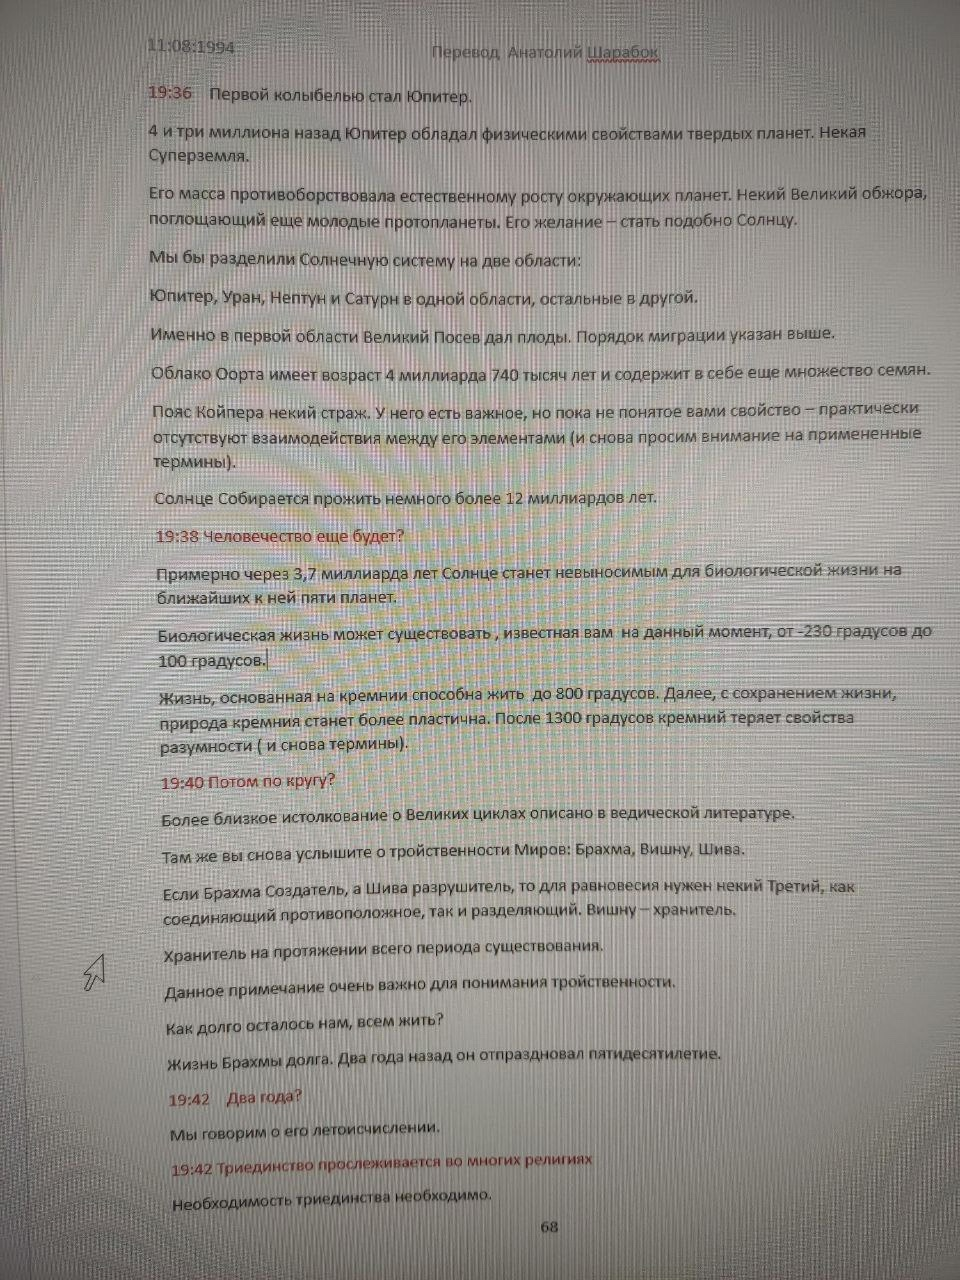 11:08:1994 Перевод Анатолий Шарабок
19:36 Первой колыбелью стал Юпитер.
4 и три миллиона назад Юпитер обладал физическими свойствами твердых планет. Некая
Суперземля.
Его масса противоборствовала естественному росту окружающих планет. Некий Великий обжора,
поглощающий еще молодые протопланеты. Его желание – стать подобно Солнцу.
Мы бы разделили Солнечную систему на две области:
Юпитер, Уран, Нептун и Сатурн в одной области, остальные в другой.
Именно в первой области Великий Посев дал плоды. Порядок миграции указан выше.
Облако Оорта имеет возраст 4 миллиарда 740 тысяч лет и содержит в себе еще множество семян.
Пояс Койпера некий страж. У него есть важное, но пока не понятое вами свойство – практически
отсутствуют взаимодействия между его элементами (и снова просим внимание на примененные
термины).
Солнце Собирается прожить немного более 12 миллиардов лет.
19:38 Человечество еще будет?
Примерно через 3,7 миллиарда лет Солнце станет невыносимым для биологической жизни на
ближайших к ней пяти планет.
Биологическая жизнь может существовать , известная вам на данный момент, от -230 градусов до
100 градусов.
Жизнь, основанная на кремнии способна жить до 800 градусов. Далее, с сохранением жизни,
природа кремния станет более пластична. После 1300 градусов кремний теряет свойства
разумности ( и снова термины).
19:40 Потом по кругу?
Более близкое истолкование о Великих циклах описано в ведической литературе.
Там же вы снова услышите о тройственности Миров: Брахма, Вишну, Шива.
Если Брахма Создатель, а Шива разрушитель, то для равновесия нужен некий Третий, как
соединяющий противоположное, так и разделяющий. Вишну – хранитель.
Хранитель на протяжении всего периода существования.
Данное примечание очень важно для понимания тройственности.
Как долго осталось нам, всем жить?
Жизнь Брахмы долга. Два года назад он отпраздновал пятидесятилетие.
19:42 Два года?
Мы говорим о его летоисчислении.
19:42 Триединство прослеживается во многих религиях
Необходимость триединства необходимо.
68